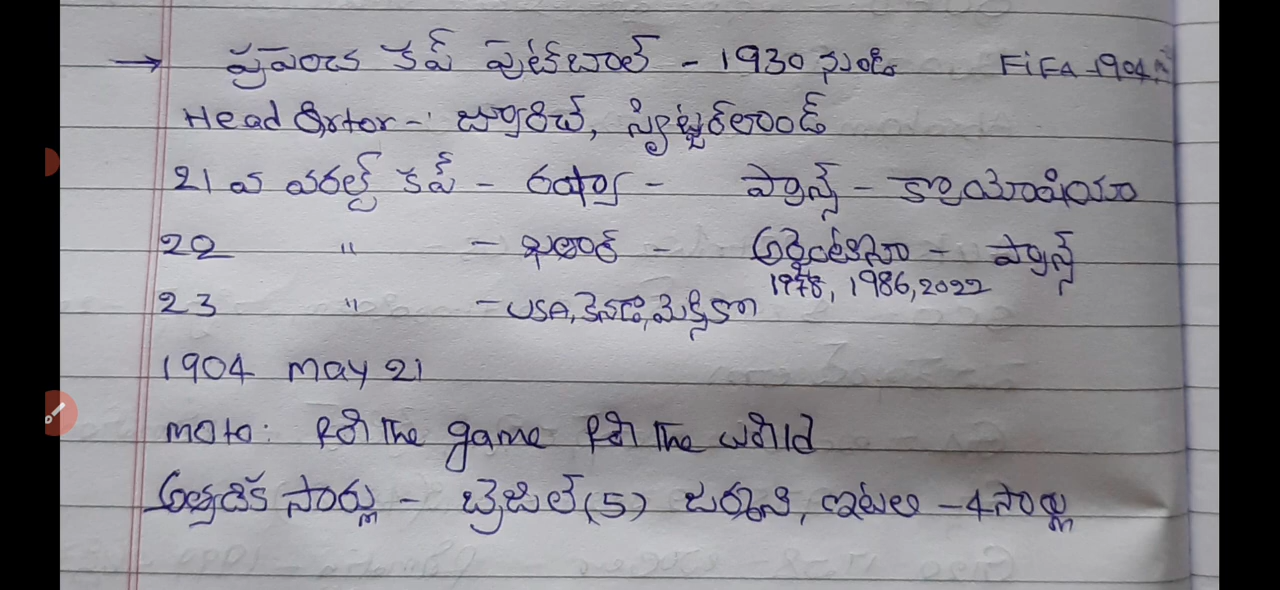 → ప్రపంచ కప్ ఫుట్‌బాల్ - 1930 నుండి FiFA -1904
Head Qrtor - జ్యూరిచ్, స్విట్జర్లాండ్
21 వ వరల్డ్ కప్ - రష్యా - ఫ్రాన్స్ - క్రొయేషియా
22 " - ఖతార్ - అర్జెంటీనా - ఫ్రాన్స్
1978, 1986, 2022
23 " - USA, కెనడా, మెక్సికో
1904 may 21
moto: For The game For The world
అత్యధిక సార్లు - బ్రెజిల్ (5) జర్మని, ఇటలి - 4 సార్లు